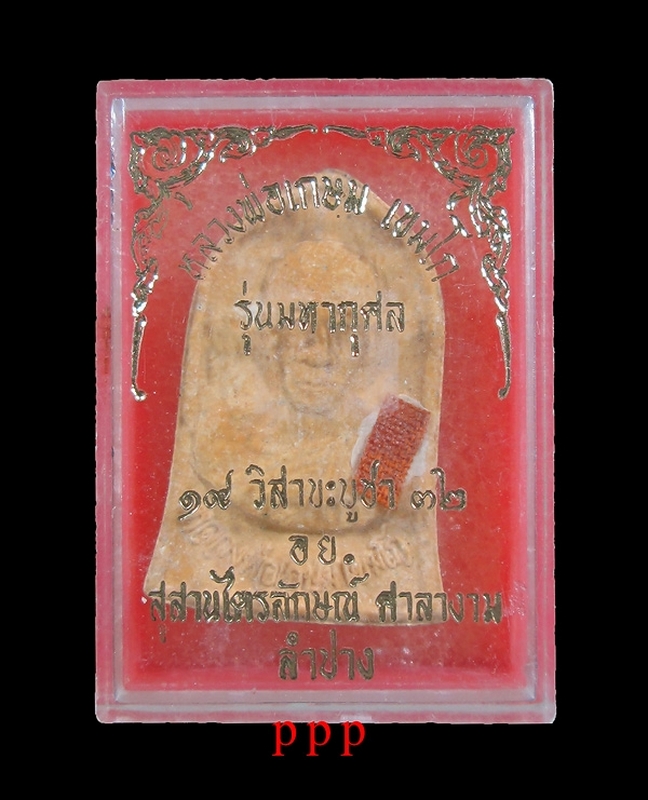 หลวงพ่อเกษม เขมโก
รุ่นมหากุศล
๑๙ วิสาขะบูชา ๓๒
อย.
สุสานไตรลักษณ์ ศาลางาม
ลำปาง
ppp